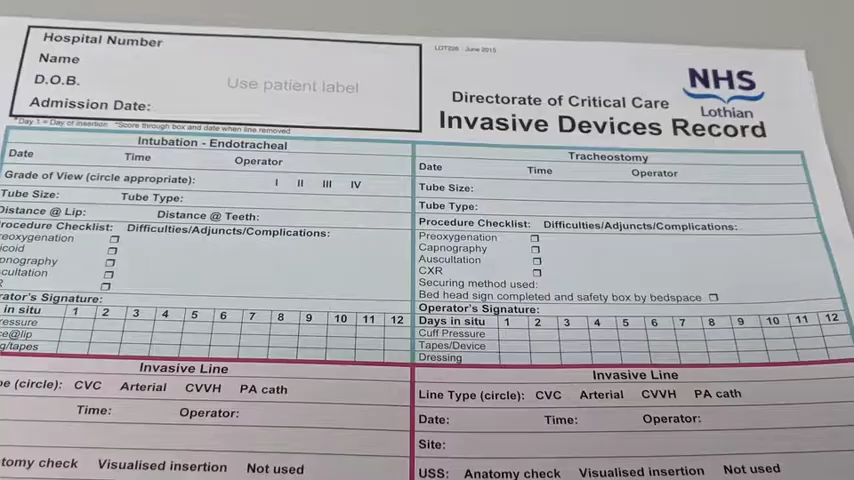 Hospital Number
Name
D.O.B.
Use patient label
Admission Date:
*Day 1 = Day of insertion *Score through box and date when line removed
LOT226 June 2015
NHS
Lothian
Directorate of Critical Care
Invasive Devices Record
Intubation - Endotracheal
Date Time Operator
Grade of View (circle appropriate): I II III IV
Tube Size: Tube Type:
Distance @ Lip: Distance @ Teeth:
rocedure Checklist: Difficulties/Adjuncts/Complications:
reoxygenation
icoid
pnography
cultation
R
rator's Signature:
in situ 1 2 3 4 5 6 7 8 9 10 11 12
ressure
ce@lip
g/tapes
Tracheostomy
Date Time Operator
Tube Size:
Tube Type:
Procedure Checklist: Difficulties/Adjuncts/Complications:
Preoxygenation
Capnography
Auscultation
CXR
Securing method used:
Bed head sign completed and safety box by bedspace
Operator's Signature:
Days in situ 1 2 3 4 5 6 7 8 9 10 11 12
Cuff Pressure
Tapes/Device
Dressing
Invasive Line
pe (circle): CVC Arterial CVVH PA cath
Time: Operator:
tomy check Visualised insertion Not used
Invasive Line
Line Type (circle): CVC Arterial CVVH PA cath
Date: Time: Operator:
Site:
USS: Anatomy check Visualised insertion Not used